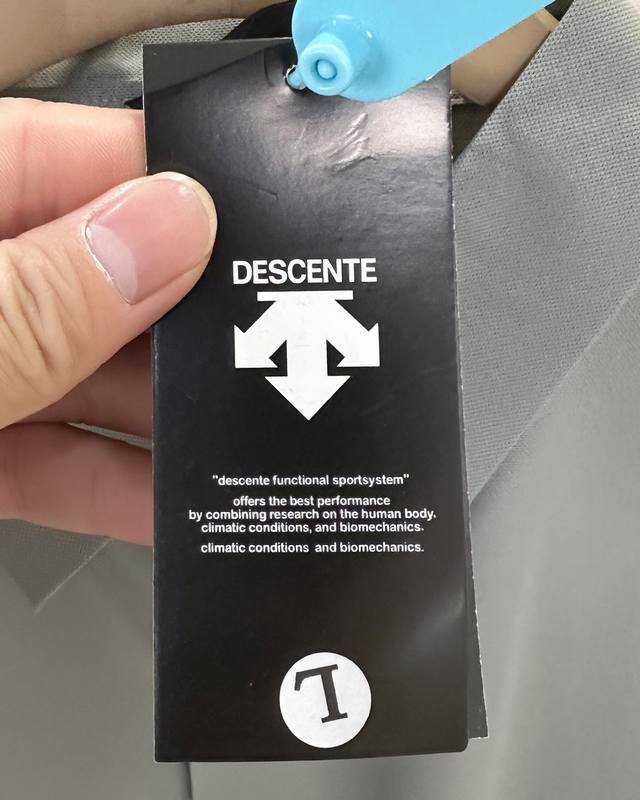 DESCENTE
"descente functional sportsystem"
offers the best performance
by combining research on the human body,
climatic conditions, and biomechanics.
climatic conditions and biomechanics.
L